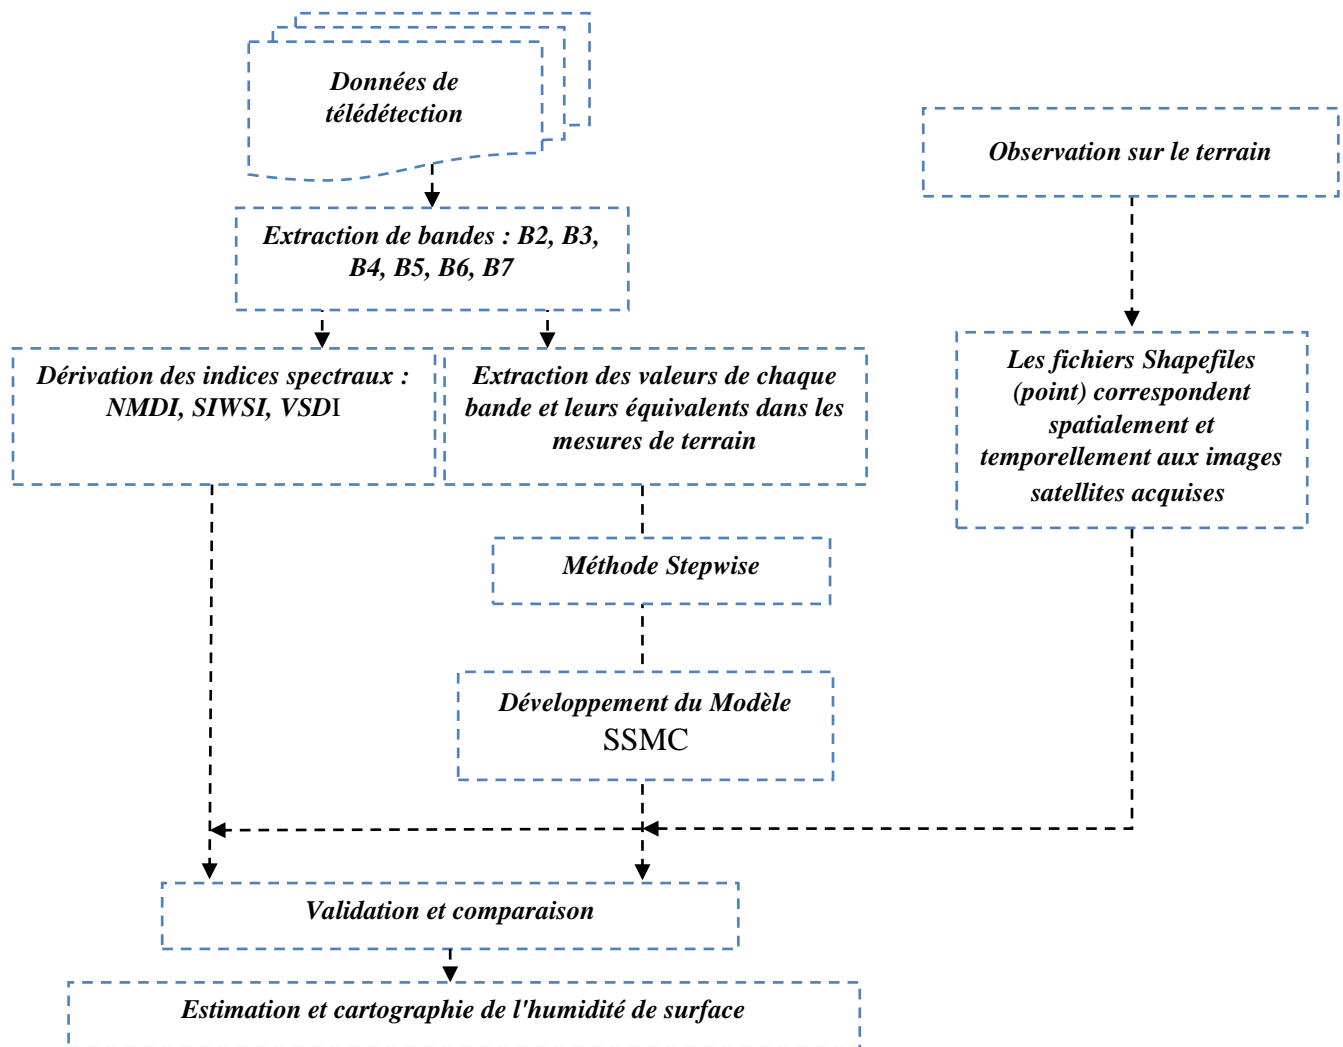 Données de
télédétection
Observation sur le terrain
Extraction de bandes : B2, B3,
B4, B5, B6, B7
Dérivation des indices spectraux :
NMDI, SIWSI, VSDI
Extraction des valeurs de chaque
bande et leurs équivalents dans les
mesures de terrain
Les fichiers Shapefiles
(point) correspondent
spatialement et
temporellement aux images
satellites acquises
Méthode Stepwise
Développement du Modèle
SSMC
Validation et comparaison
Estimation et cartographie de l'humidité de surface